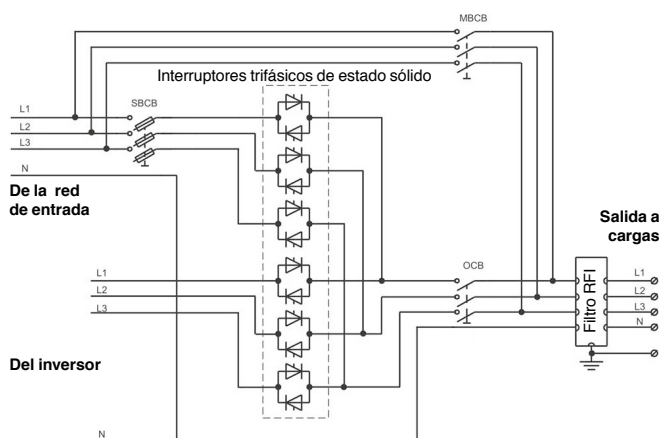 MBCB
Interruptores trifásicos de estado sólido
SBCB
L1
L2
L3
N
De la red
de entrada
Salida a
cargas
L1
L2
L3
OCB
Filtro RFI
L1
L2
L3
N
Del inversor
N